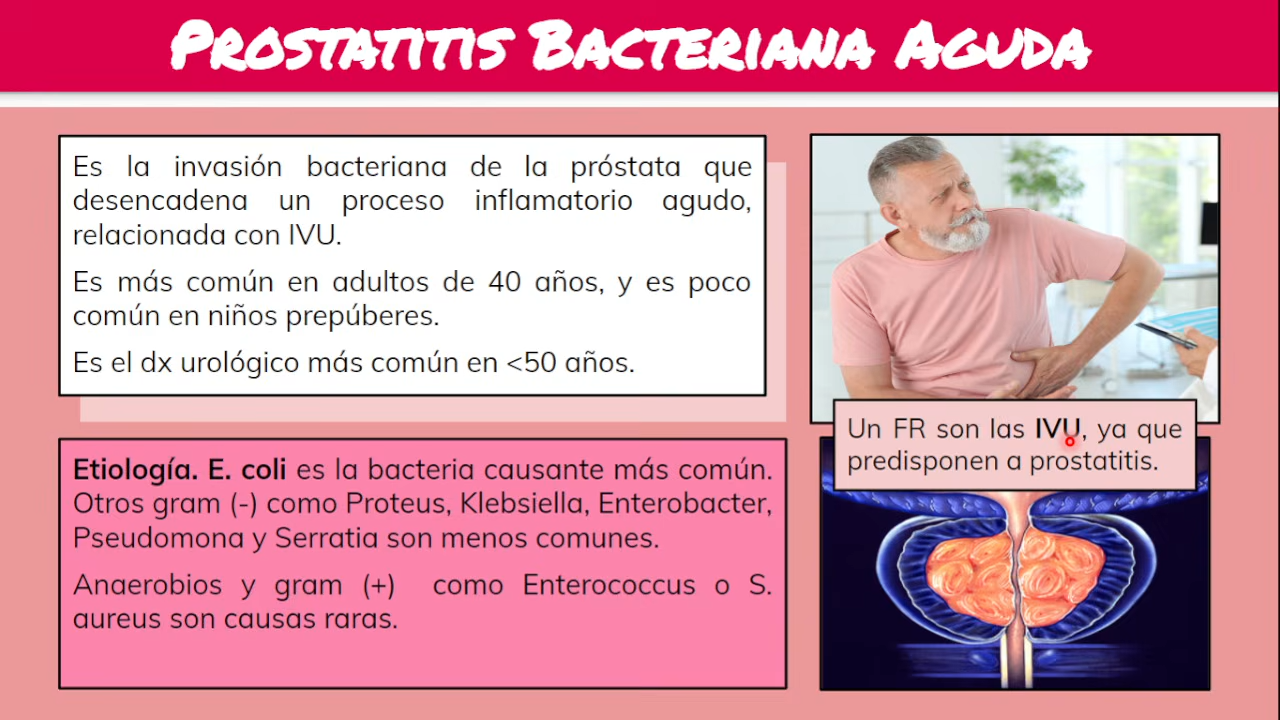 Prostatitis Bacteriana Aguda
Es la invasión bacteriana de la próstata que
desencadena un proceso inflamatorio agudo,
relacionada con IVU.
Es más común en adultos de 40 años, y es poco
común en niños prepúberes.
Es el dx urológico más común en <50 años.
Un FR son las IVU, ya que
predisponen a prostatitis.
Etiología. E. coli es la bacteria causante más común.
Otros gram (-) como Proteus, Klebsiella, Enterobacter,
Pseudomona y Serratia son menos comunes.
Anaerobios y gram (+) como Enterococcus o S.
aureus son causas raras.